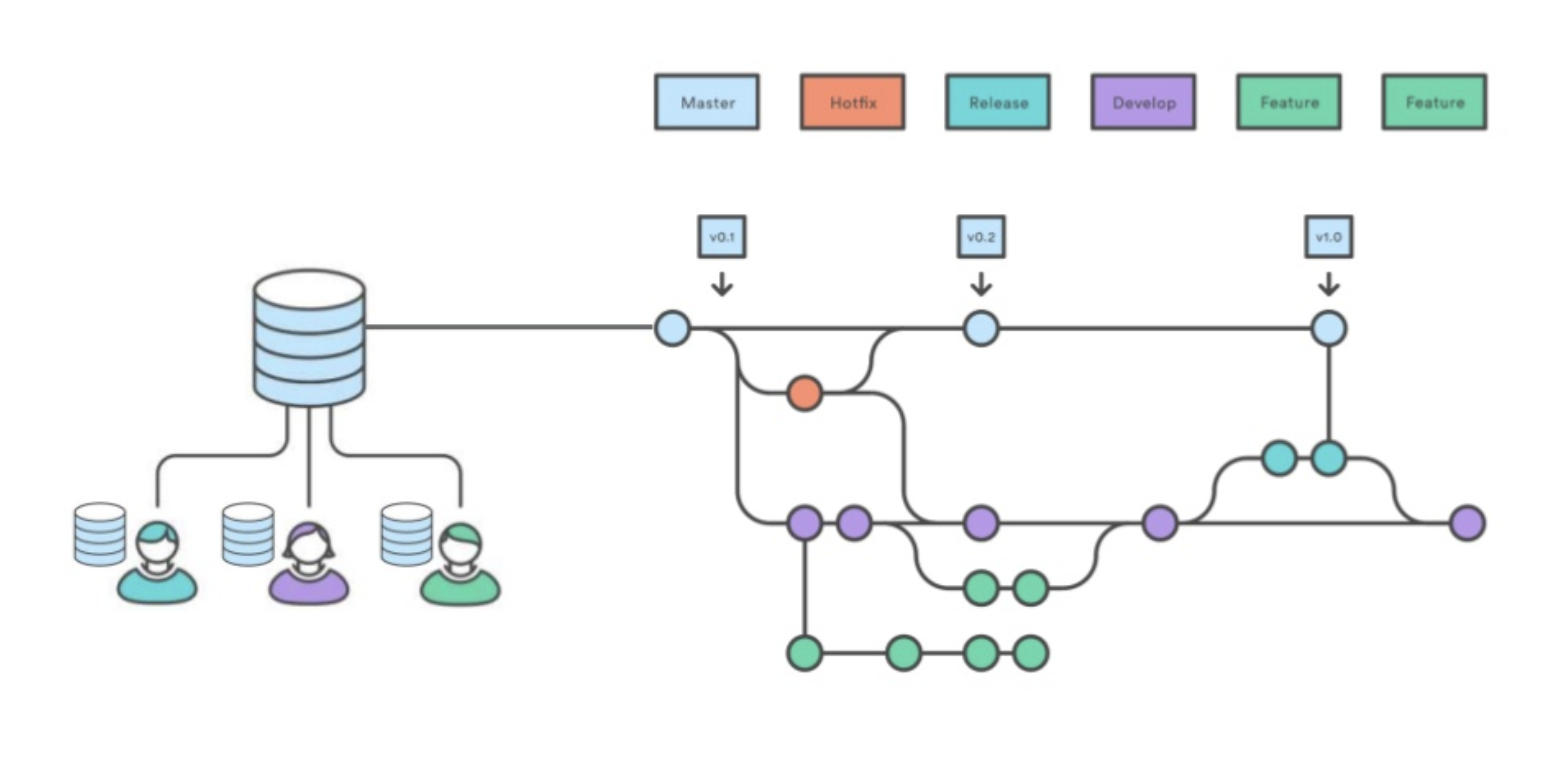 Master
Hotfix
Release
Develop
Feature
Feature
v0.1
v0.2
v1.0